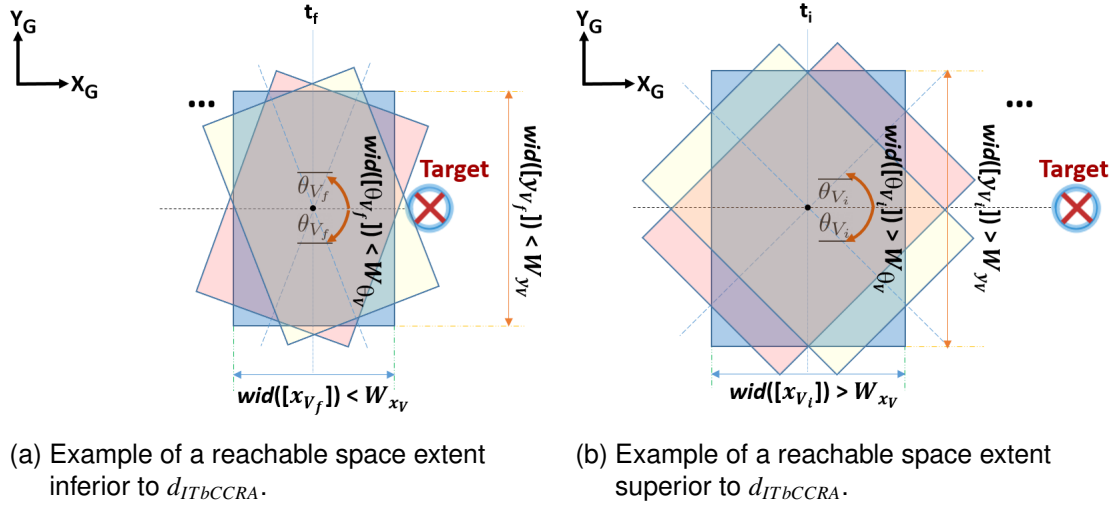 Y_G
X_G
t_f
...
wid([θ_{V_f}]) < W_{θ_V}
θ_{V_f}
θ_{V_f}
Target
wid([y_{V_f}]) < W_{y_V}
wid([x_{V_f}]) < W_{x_V}
(a) Example of a reachable space extent
inferior to d_{ITbCCRA}.
Y_G
X_G
t_i
...
wid([θ_{V_i}]) > W_{θ_V}
θ_{V_i}
θ_{V_i}
Target
wid([y_{V_i}]) > W_{y_V}
wid([x_{V_i}]) > W_{x_V}
(b) Example of a reachable space extent
superior to d_{ITbCCRA}.